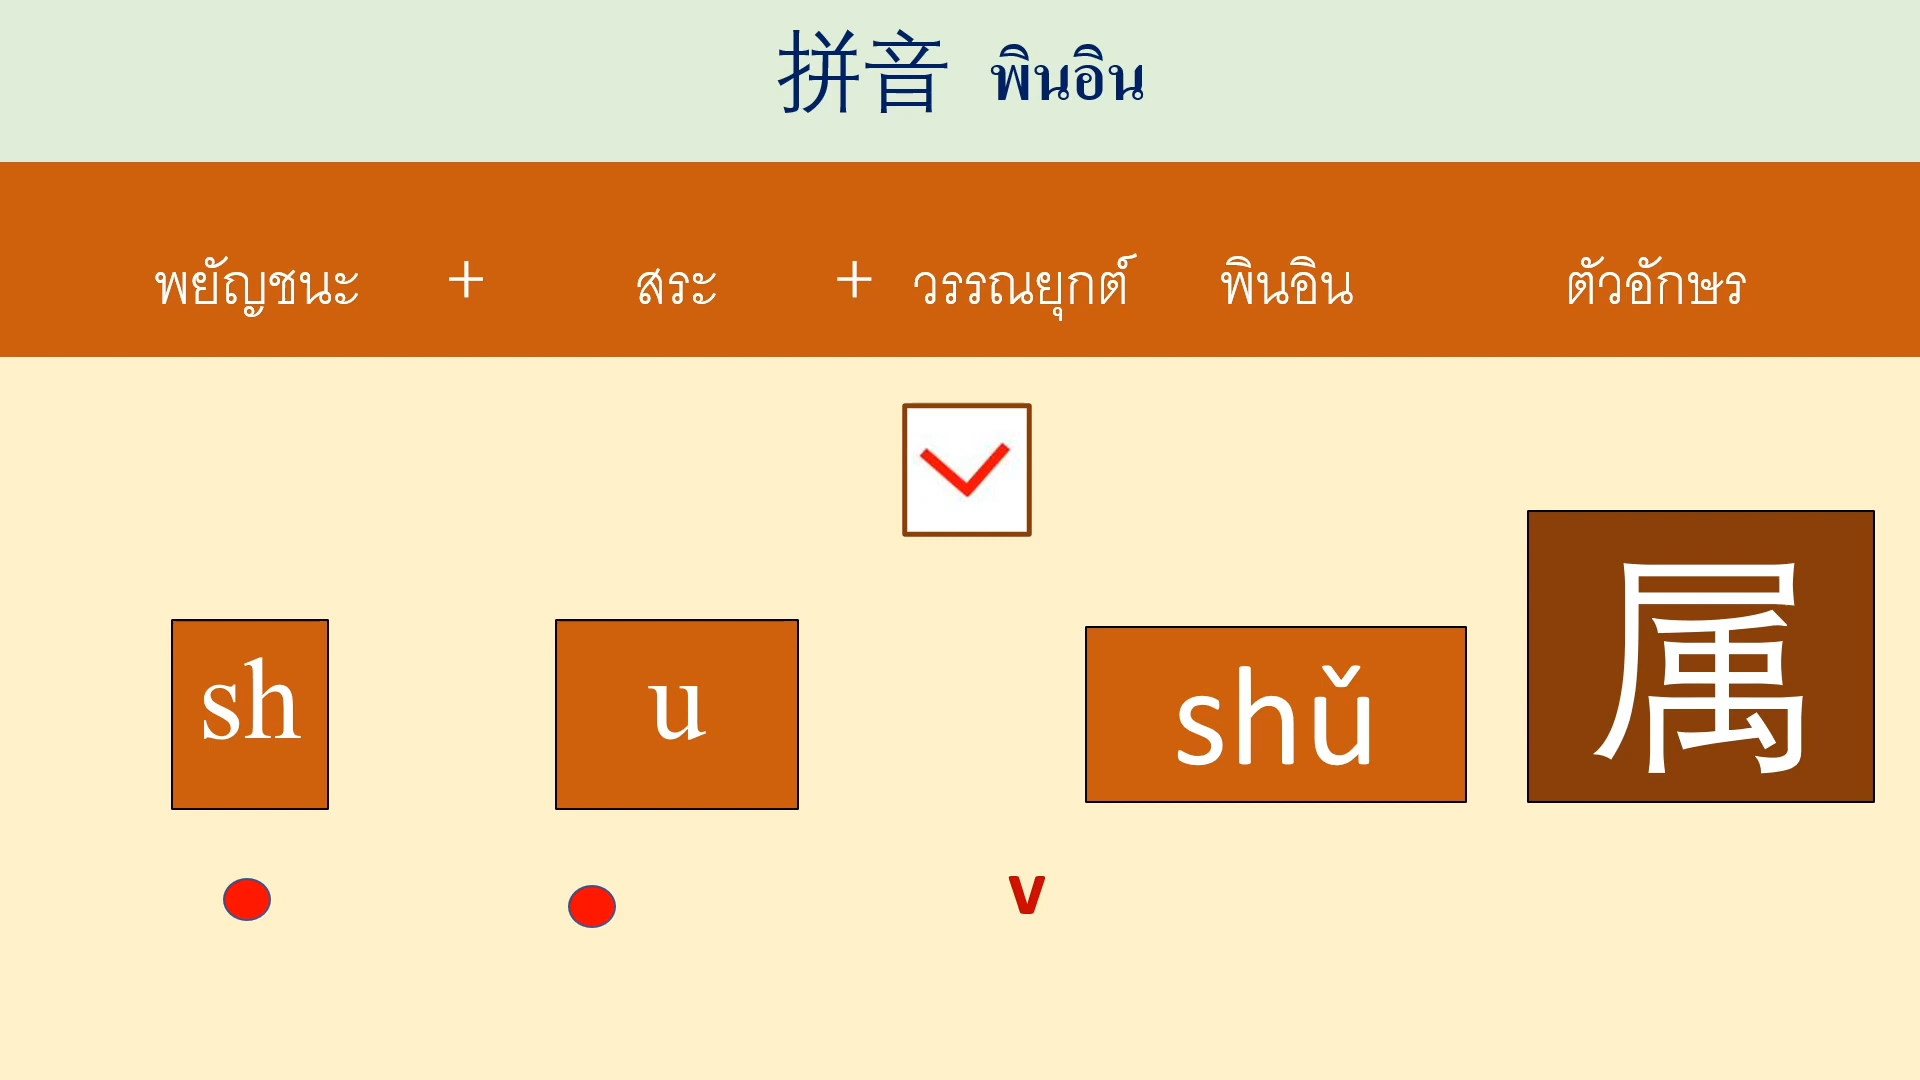 拼音 พินอิน
พยัญชนะ + สระ + วรรณยุกต์ พินอิน ตัวอักษร
sh u shǔ 属
v